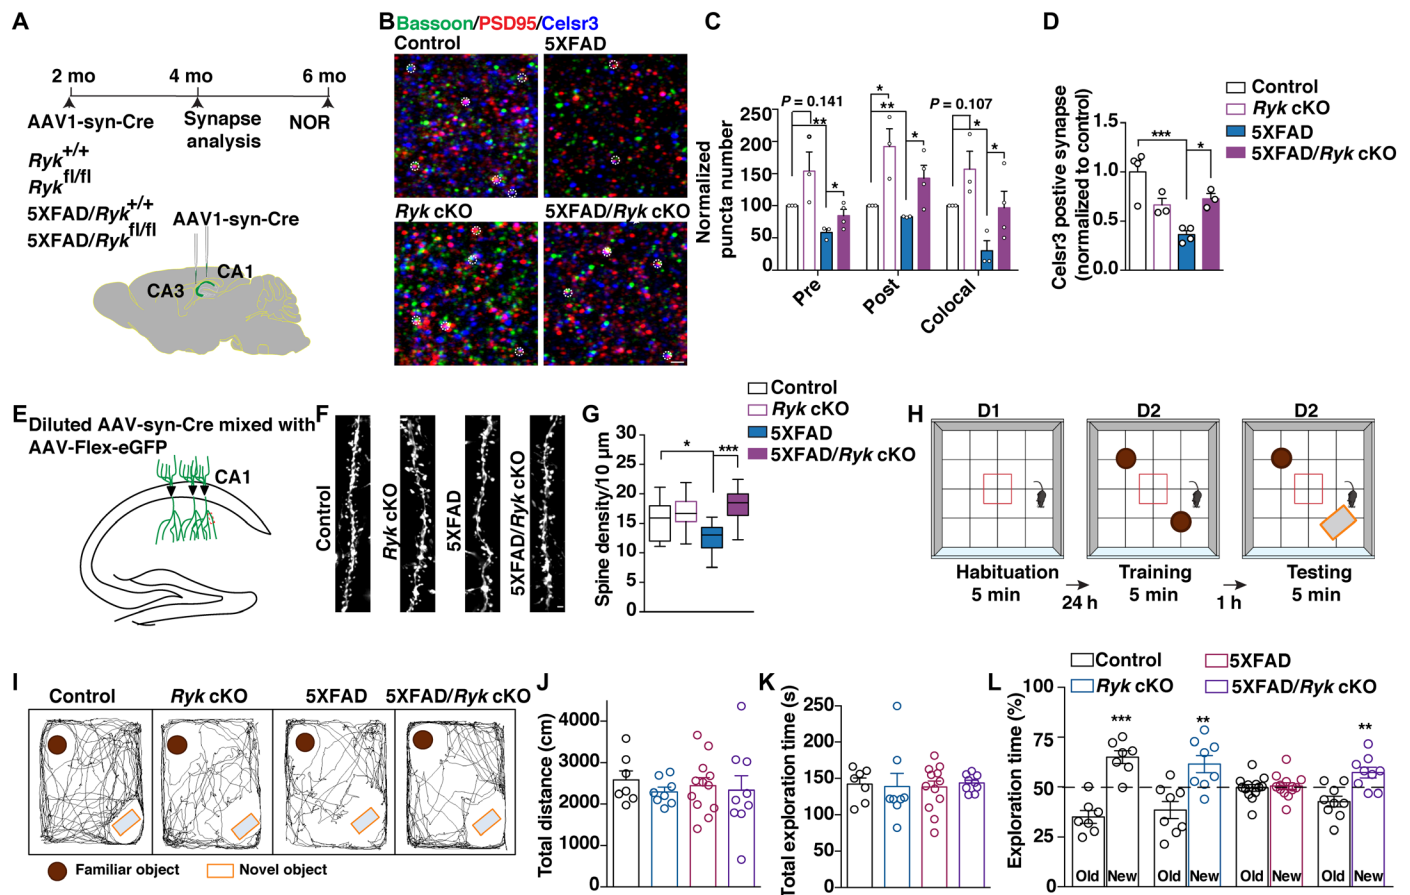 A
2 mo 4 mo 6 mo
AAV1-syn-Cre Synapse analysis NOR
Ryk+/+
Rykfl/fl
5XFAD/Ryk+/+
5XFAD/Rykfl/fl
AAV1-syn-Cre
CA1
CA3
B
Bassoon/PSD95/Celsr3
Control 5XFAD
Ryk cKO 5XFAD/Ryk cKO
C
Normalized puncta number
250
200
150
100
50
0
P = 0.141
**
*
*
**
*
P = 0.107
*
*
Pre Post Colocal
D
Celsr3 postive synapse
(normalized to control)
1.5
1.0
0.5
0.0
***
*
Control
Ryk cKO
5XFAD
5XFAD/Ryk cKO
E
Diluted AAV-syn-Cre mixed with
AAV-Flex-eGFP
CA1
F
Control
Ryk cKO
5XFAD
5XFAD/Ryk cKO
G
Control
Ryk cKO
5XFAD
5XFAD/Ryk cKO
Spine density/10 μm
30
25
20
15
10
5
0
*
***
H
D1 D2 D2
Habituation Training Testing
5 min 24 h 5 min 1 h 5 min
I
Control Ryk cKO 5XFAD 5XFAD/Ryk cKO
Familiar object Novel object
J
Total distance (cm)
4000
3000
2000
1000
0
K
Total exploration time (s)
250
200
150
100
50
0
L
Control 5XFAD
Ryk cKO 5XFAD/Ryk cKO
Exploration time (%)
100
75
50
25
0
*** ** **
Old New Old New Old New Old New